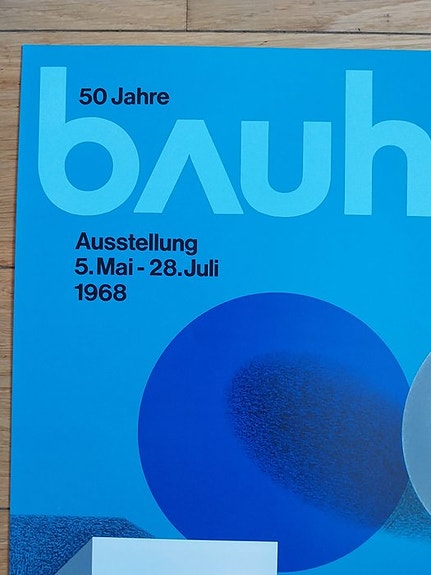 50 Jahre
bauh
Ausstellung
5. Mai - 28. Juli
1968